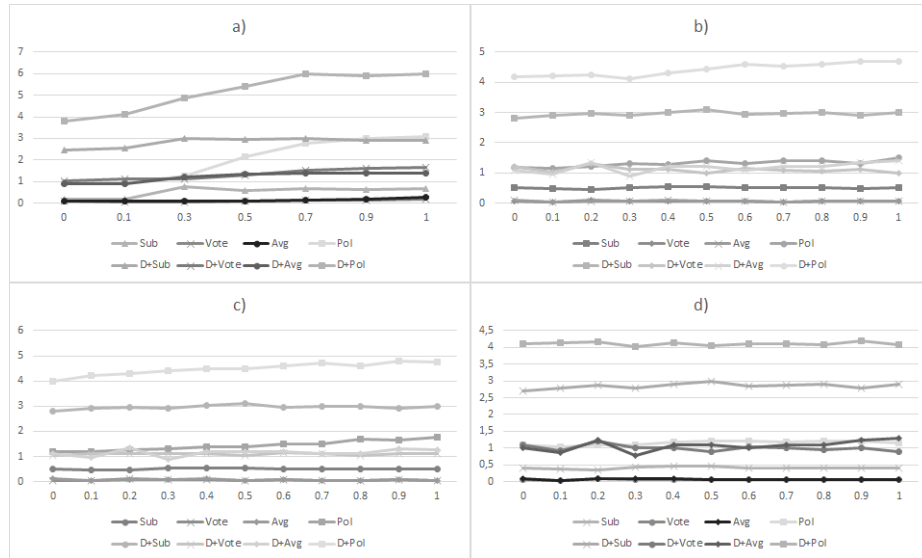 a)
7
6
5
4
3
2
1
0
0 0.1 0.3 0.5 0.7 0.9 1
Sub Vote Avg Pol
D+Sub D+Vote D+Avg D+Pol
b)
5
4
3
2
1
0
0 0.1 0.2 0.3 0.4 0.5 0.6 0.7 0.8 0.9 1
Sub Vote Avg Pol
D+Sub D+Vote D+Avg D+Pol
c)
6
5
4
3
2
1
0
0 0.1 0.2 0.3 0.4 0.5 0.6 0.7 0.8 0.9 1
Sub Vote Avg Pol
D+Sub D+Vote D+Avg D+Pol
d)
4,5
4
3,5
3
2,5
2
1,5
1
0,5
0
0 0.1 0.2 0.3 0.4 0.5 0.6 0.7 0.8 0.9 1
Sub Vote Avg Pol
D+Sub D+Vote D+Avg D+Pol